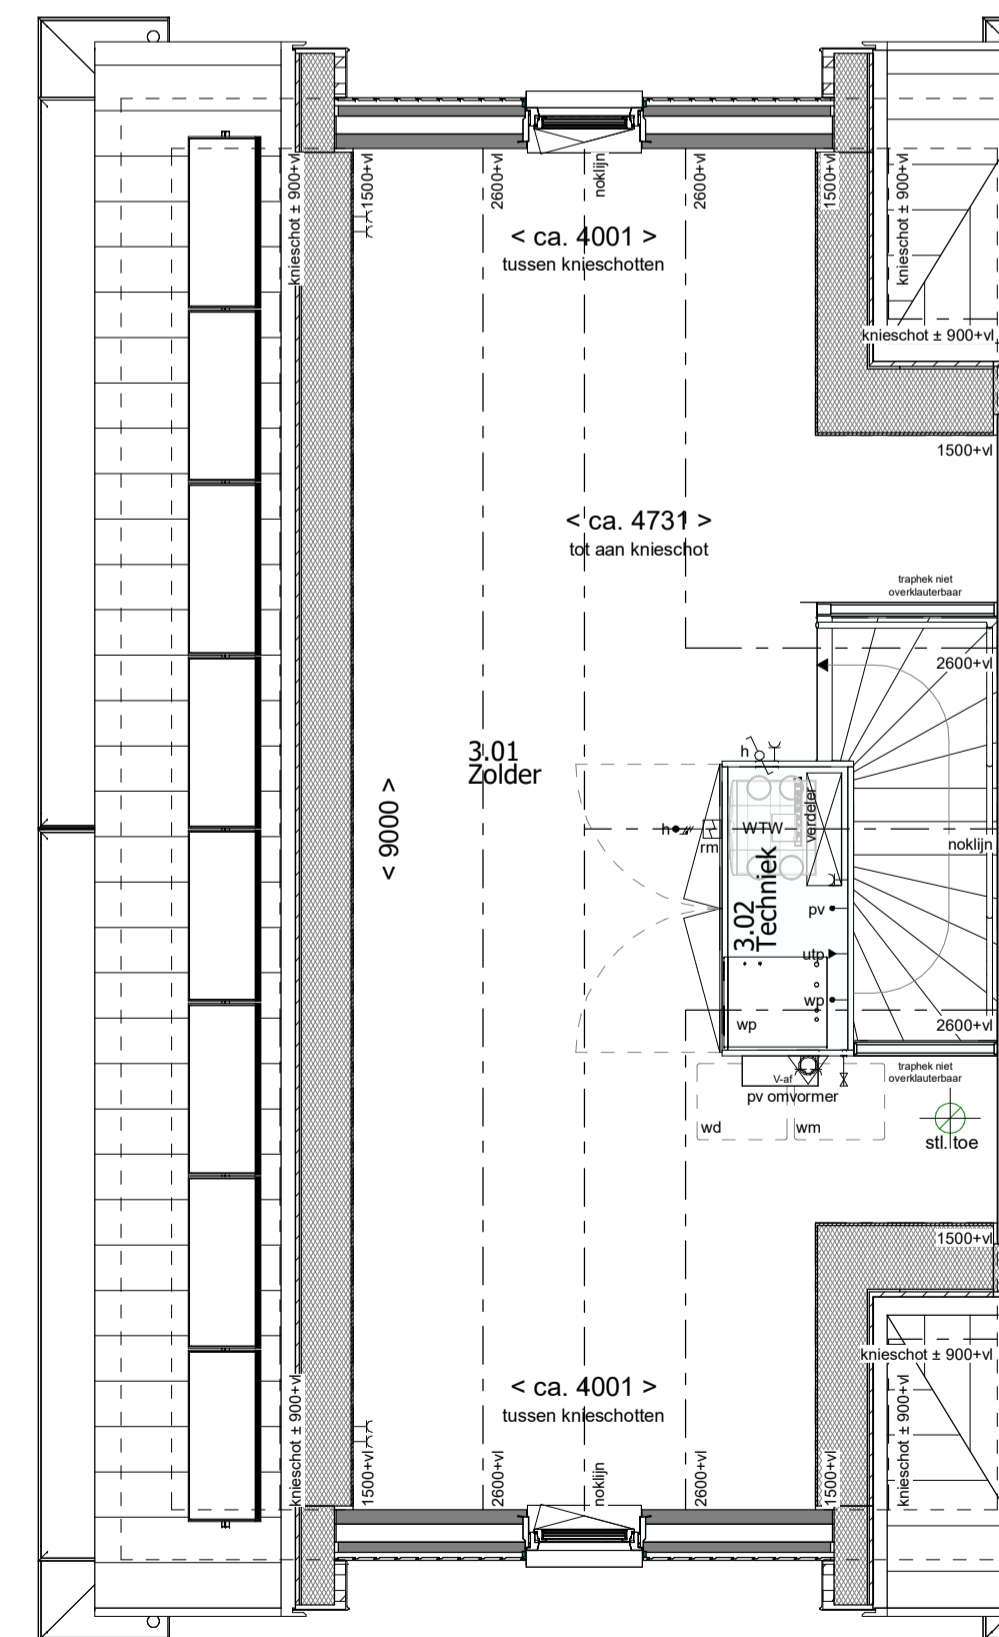 knieschot ± 900+vl
1500+vl
2600+vl
noklijn
2600+vl
1500+vl
knieschot ± 900+vl
< ca. 4001 >
tussen knieschotten
knieschot ± 900+vl
1500+vl
< ca. 4731 >
tot aan knieschot
traphek niet
overklauterbaar
2600+vl
3.01
Zolder
< 9000 >
h
h
rm
WTW
verdeler
noklijn
3.02
Techniek
pv
utp
wp
wp
2600+vl
V-af
pv omvormer
traphek niet
overklauterbaar
wd
wm
stl. toe
1500+vl
knieschot ± 900+vl
< ca. 4001 >
tussen knieschotten
knieschot ± 900+vl
1500+vl
2600+vl
noklijn
2600+vl
1500+vl
knieschot ± 900+vl